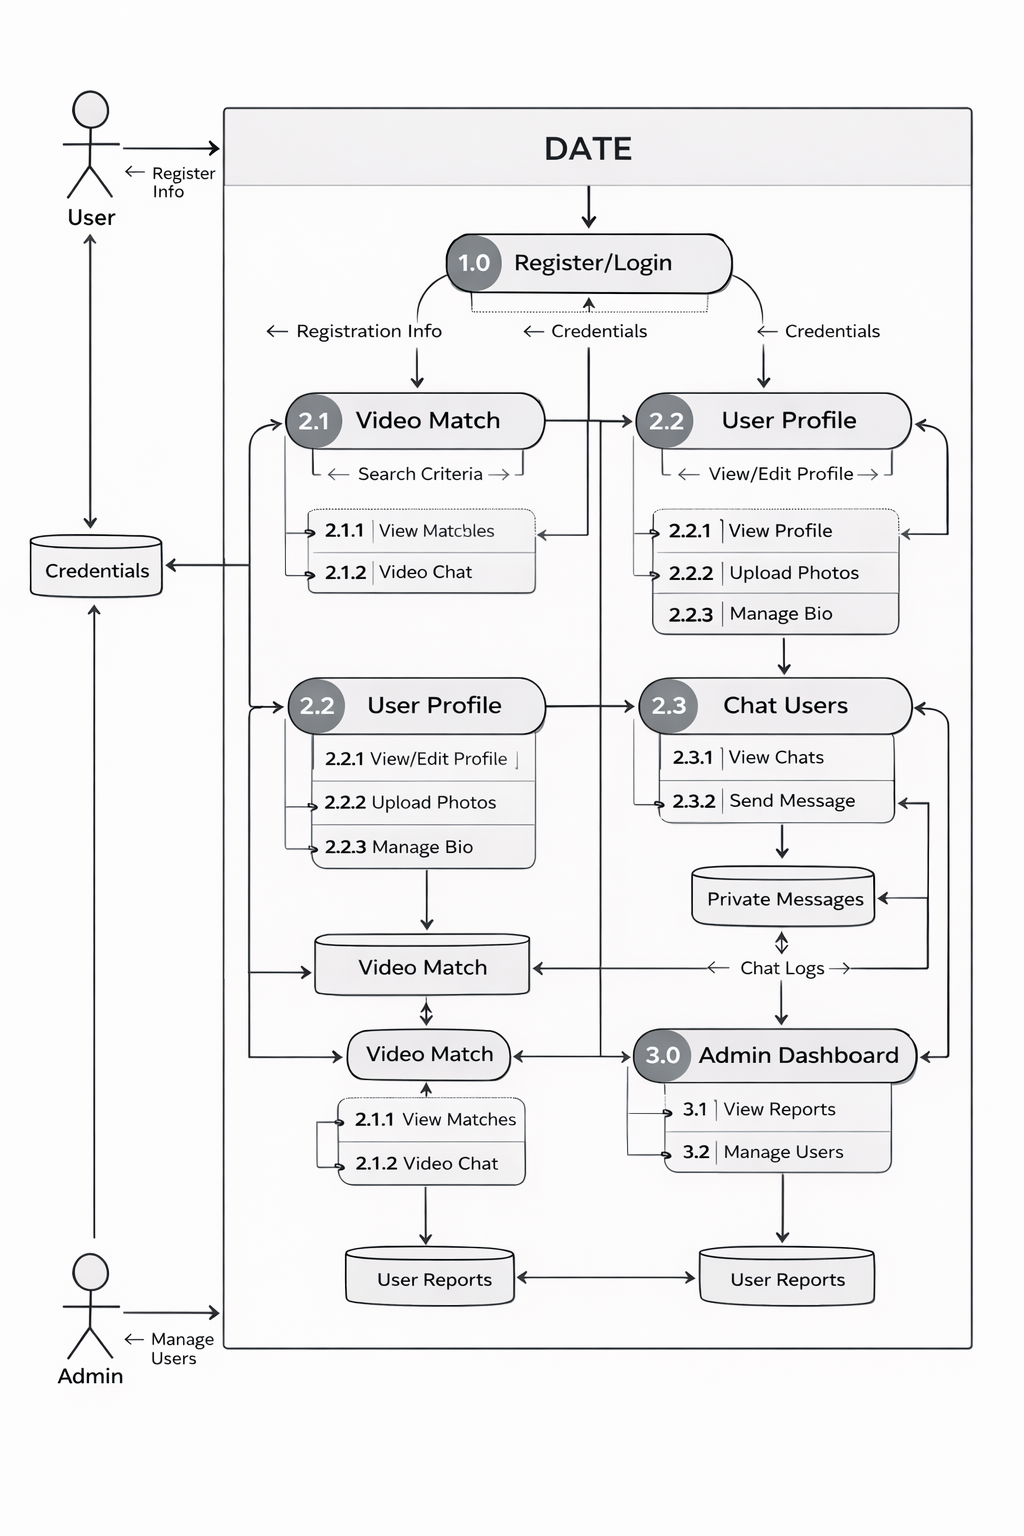 DATE
← Register
Info
User
1.0 Register/Login
← Registration Info
← Credentials
← Credentials
2.1 Video Match
2.2 User Profile
← Search Criteria →
← View/Edit Profile →
2.1.1 View Matcbles
2.1.2 Video Chat
2.2.1 View Profile
2.2.2 Upload Photos
2.2.3 Manage Bio
Credentials
2.2 User Profile
2.2.1 View/Edit Profile
2.2.2 Upload Photos
2.2.3 Manage Bio
2.3 Chat Users
2.3.1 View Chats
2.3.2 Send Message
Private Messages
Video Match
← Chat Logs →
Video Match
3.0 Admin Dashboard
2.1.1 View Matches
2.1.2 Video Chat
3.1 View Reports
3.2 Manage Users
User Reports
User Reports
← Manage
Users
Admin